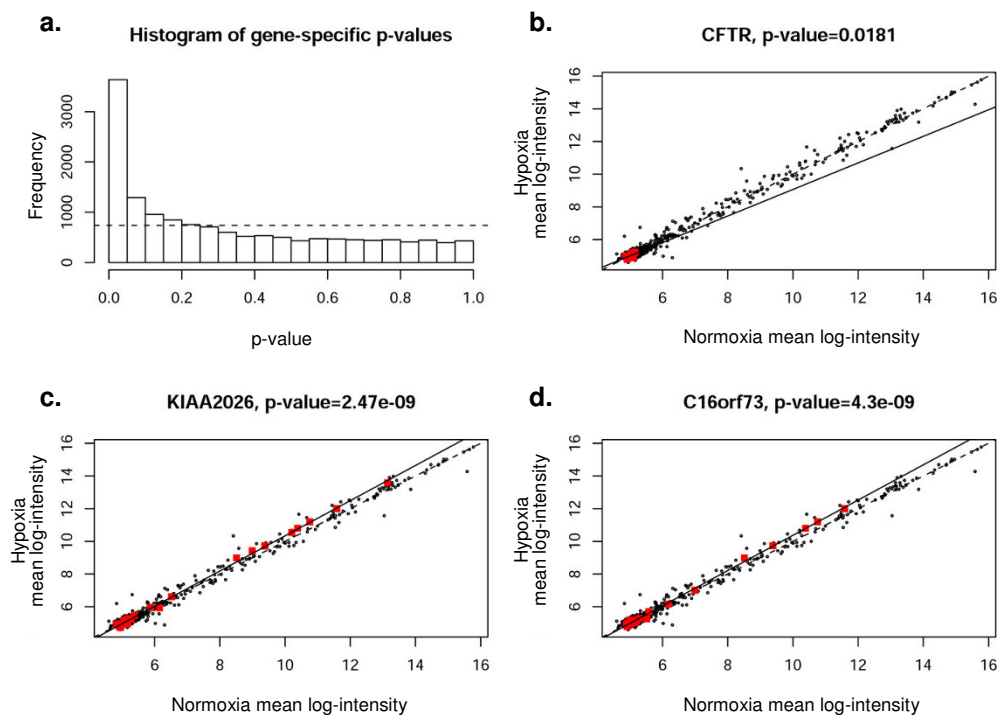 a.
Histogram of gene-specific p-values
Frequency
3000
2000
1000
0
0.0 0.2 0.4 0.6 0.8 1.0
p-value
b.
CFTR, p-value=0.0181
Hypoxia
mean log-intensity
16
14
12
10
8
6
6 8 10 12 14 16
Normoxia mean log-intensity
c.
KIAA2026, p-value=2.47e-09
Hypoxia
mean log-intensity
16
14
12
10
8
6
6 8 10 12 14 16
Normoxia mean log-intensity
d.
C16orf73, p-value=4.3e-09
Hypoxia
mean log-intensity
16
14
12
10
8
6
6 8 10 12 14 16
Normoxia mean log-intensity